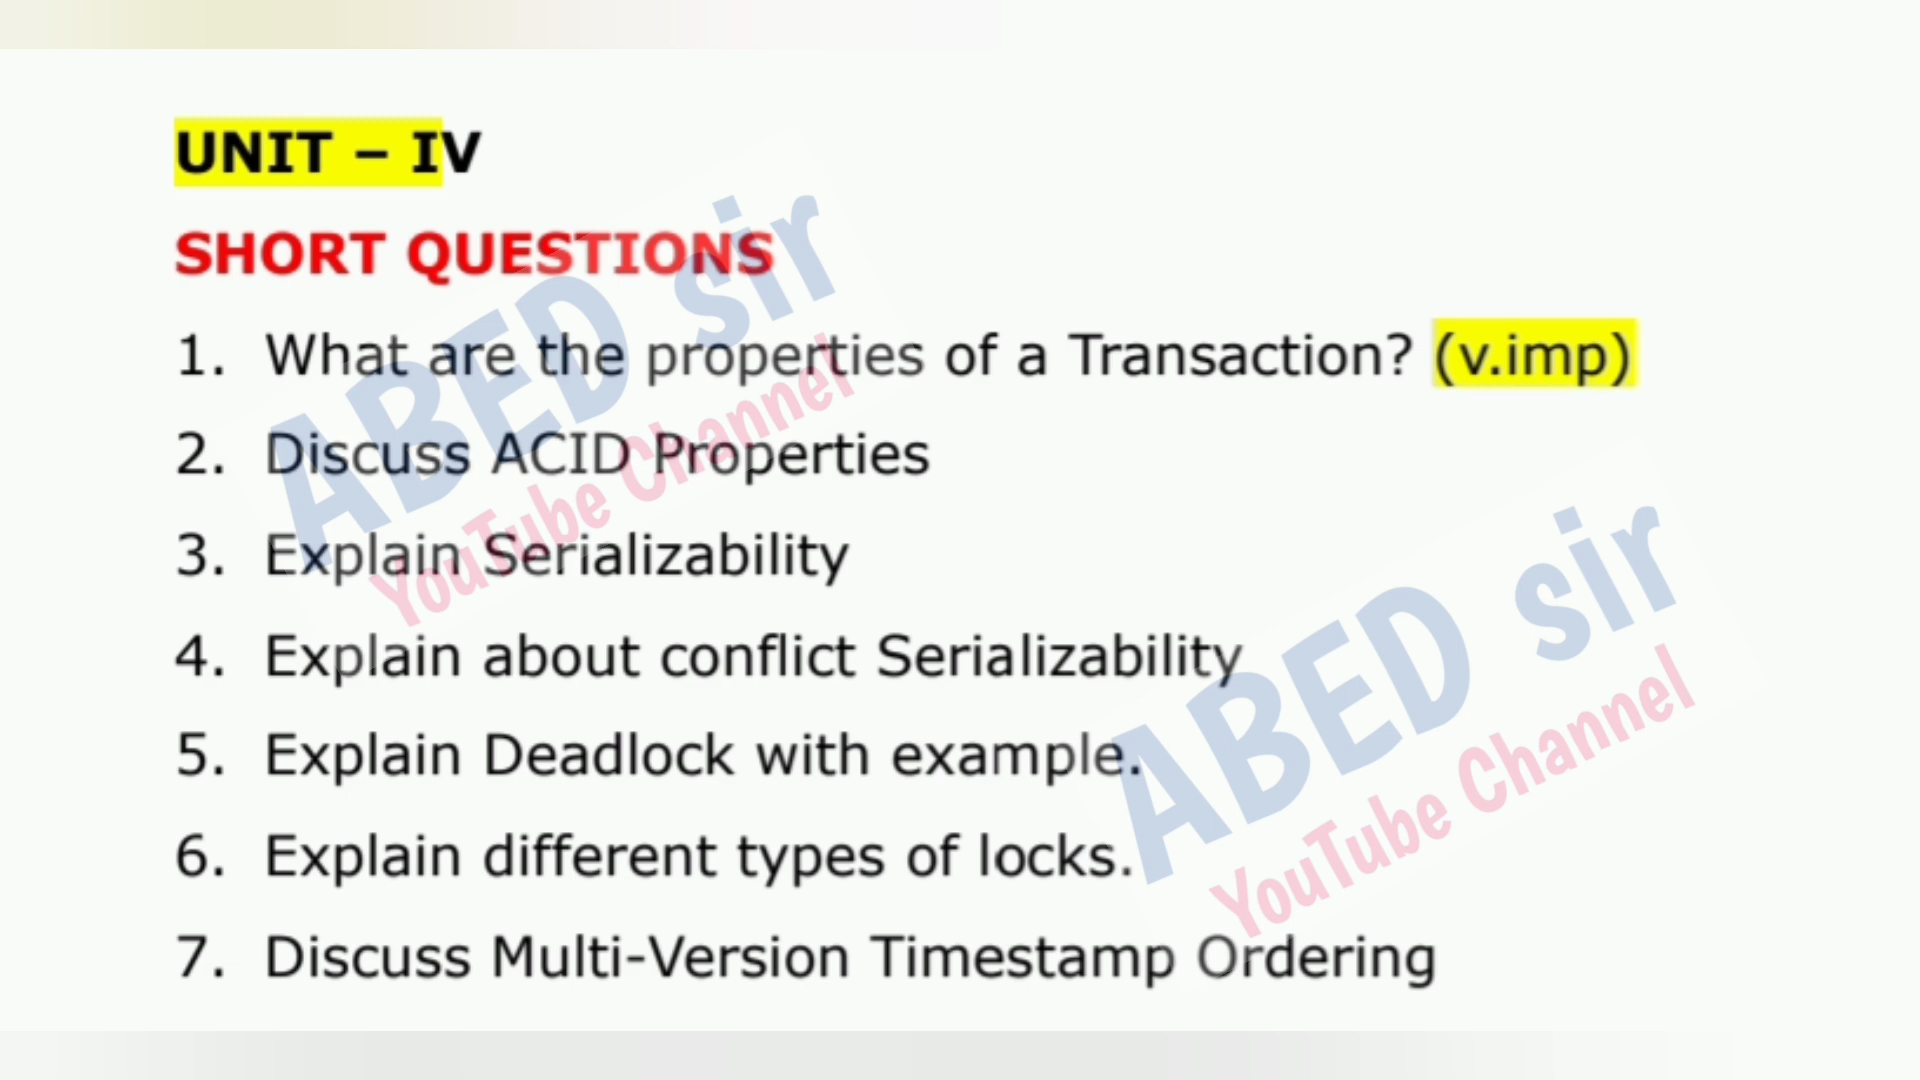 UNIT – IV
SHORT QUESTIONS
1. What are the properties of a Transaction? (v.imp)
2. Discuss ACID Properties
3. Explain Serializability
4. Explain about conflict Serializability
5. Explain Deadlock with example.
6. Explain different types of locks.
7. Discuss Multi-Version Timestamp Ordering
ABED sir
YouTube Channel
ABED sir
YouTube Channel